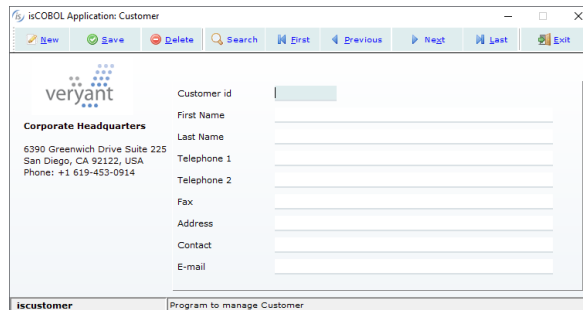 isCOBOL Application: Customer
New Save Delete Search First Previous Next Last Exit
veryant
Corporate Headquarters
6390 Greenwich Drive Suite 225
San Diego, CA 92122, USA
Phone: +1 619-453-0914
Customer id
First Name
Last Name
Telephone 1
Telephone 2
Fax
Address
Contact
E-mail
iscustomer Program to manage Customer